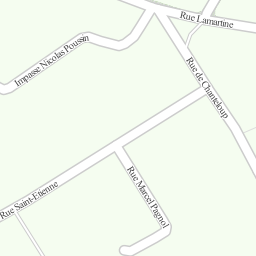 Rue Lamartine
Impasse Nicolas Poussin
Rue de Chanteloup
Rue Saint-Etienne
Rue Marcel Pagnol